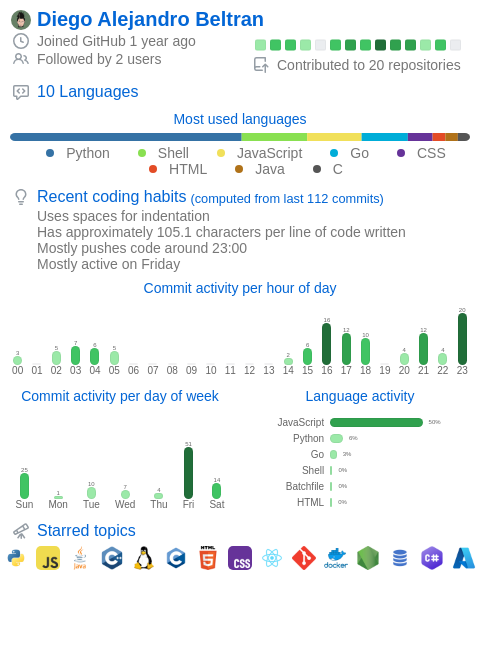 Diego Alejandro Beltran
Joined GitHub 1 year ago
Followed by 2 users
Contributed to 20 repositories
10 Languages
Most used languages
Python Shell JavaScript Go CSS
HTML Java C
Recent coding habits (computed from last 112 commits)
Uses spaces for indentation
Has approximately 105.1 characters per line of code written
Mostly pushes code around 23:00
Mostly active on Friday
Commit activity per hour of day
3 5 7 6 5 2 6 16 12 10 4 12 4 20
00 01 02 03 04 05 06 07 08 09 10 11 12 13 14 15 16 17 18 19 20 21 22 23
Commit activity per day of week
25 1 10 7 4 51 14
Sun Mon Tue Wed Thu Fri Sat
Language activity
JavaScript 50%
Python 6%
Go 3%
Shell 0%
Batchfile 0%
HTML 0%
Starred topics
JS Java C++ C HTML 5 CSS docker C#